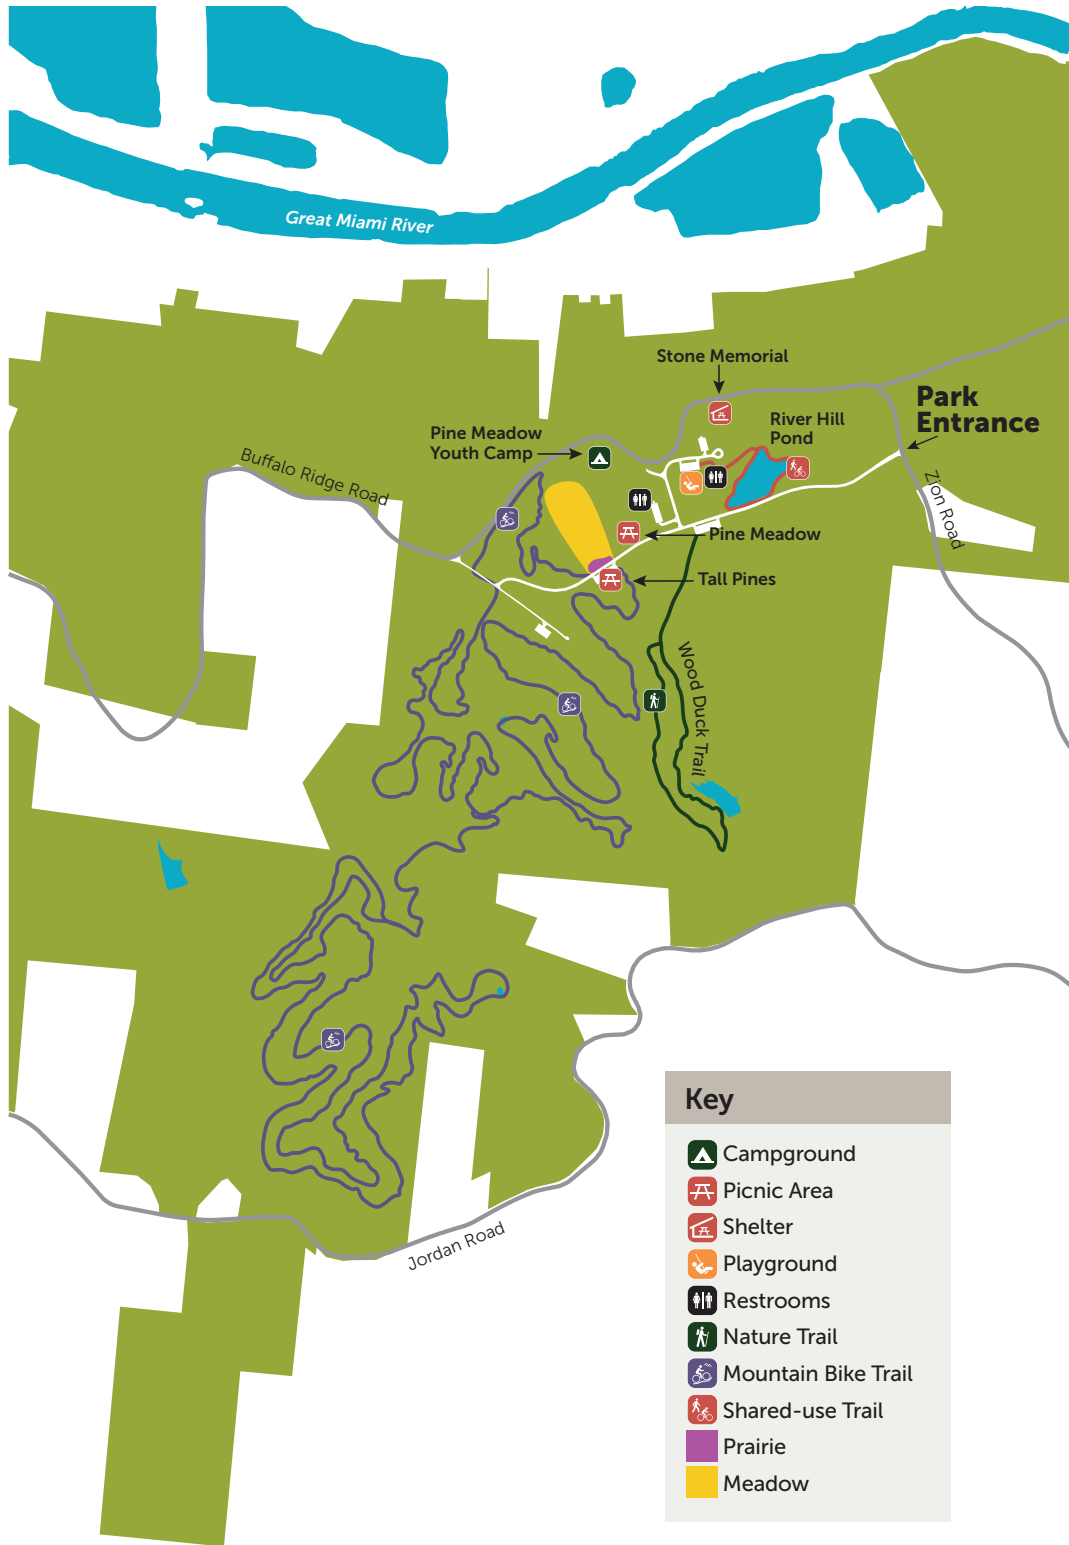 Great Miami River
Stone Memorial
Park
Entrance
River Hill
Pond
Pine Meadow
Youth Camp
Buffalo Ridge Road
Zion Road
Pine Meadow
Tall Pines
Wood Duck Trail
Jordan Road
Key
Campground
Picnic Area
Shelter
Playground
Restrooms
Nature Trail
Mountain Bike Trail
Shared-use Trail
Prairie
Meadow